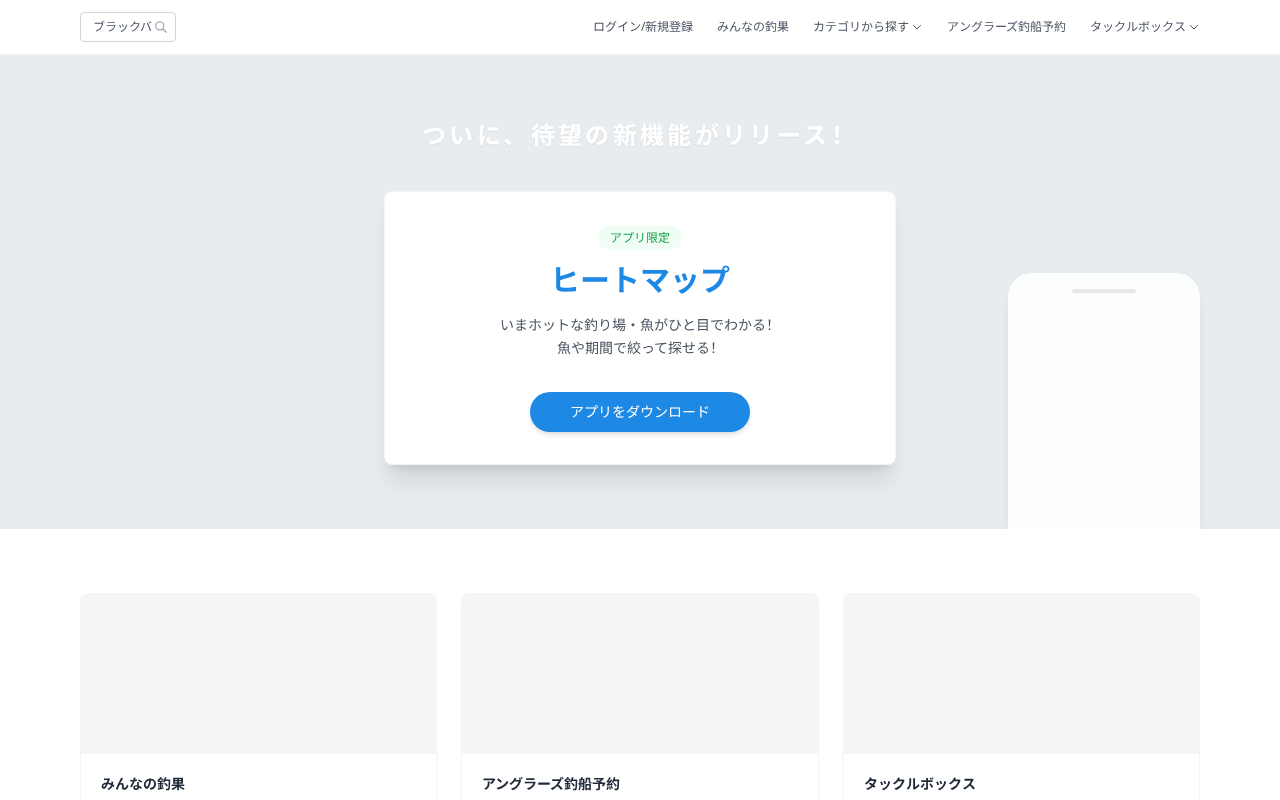 ブラックバ
ログイン/新規登録
みんなの釣果
カテゴリから探す
アングラーズ釣船予約
タックルボックス
ついに、待望の新機能がリリース！
アプリ限定
ヒートマップ
いまホットな釣り場・魚がひと目でわかる！
魚や期間で絞って探せる！
アプリをダウンロード
みんなの釣果
アングラーズ釣船予約
タックルボックス